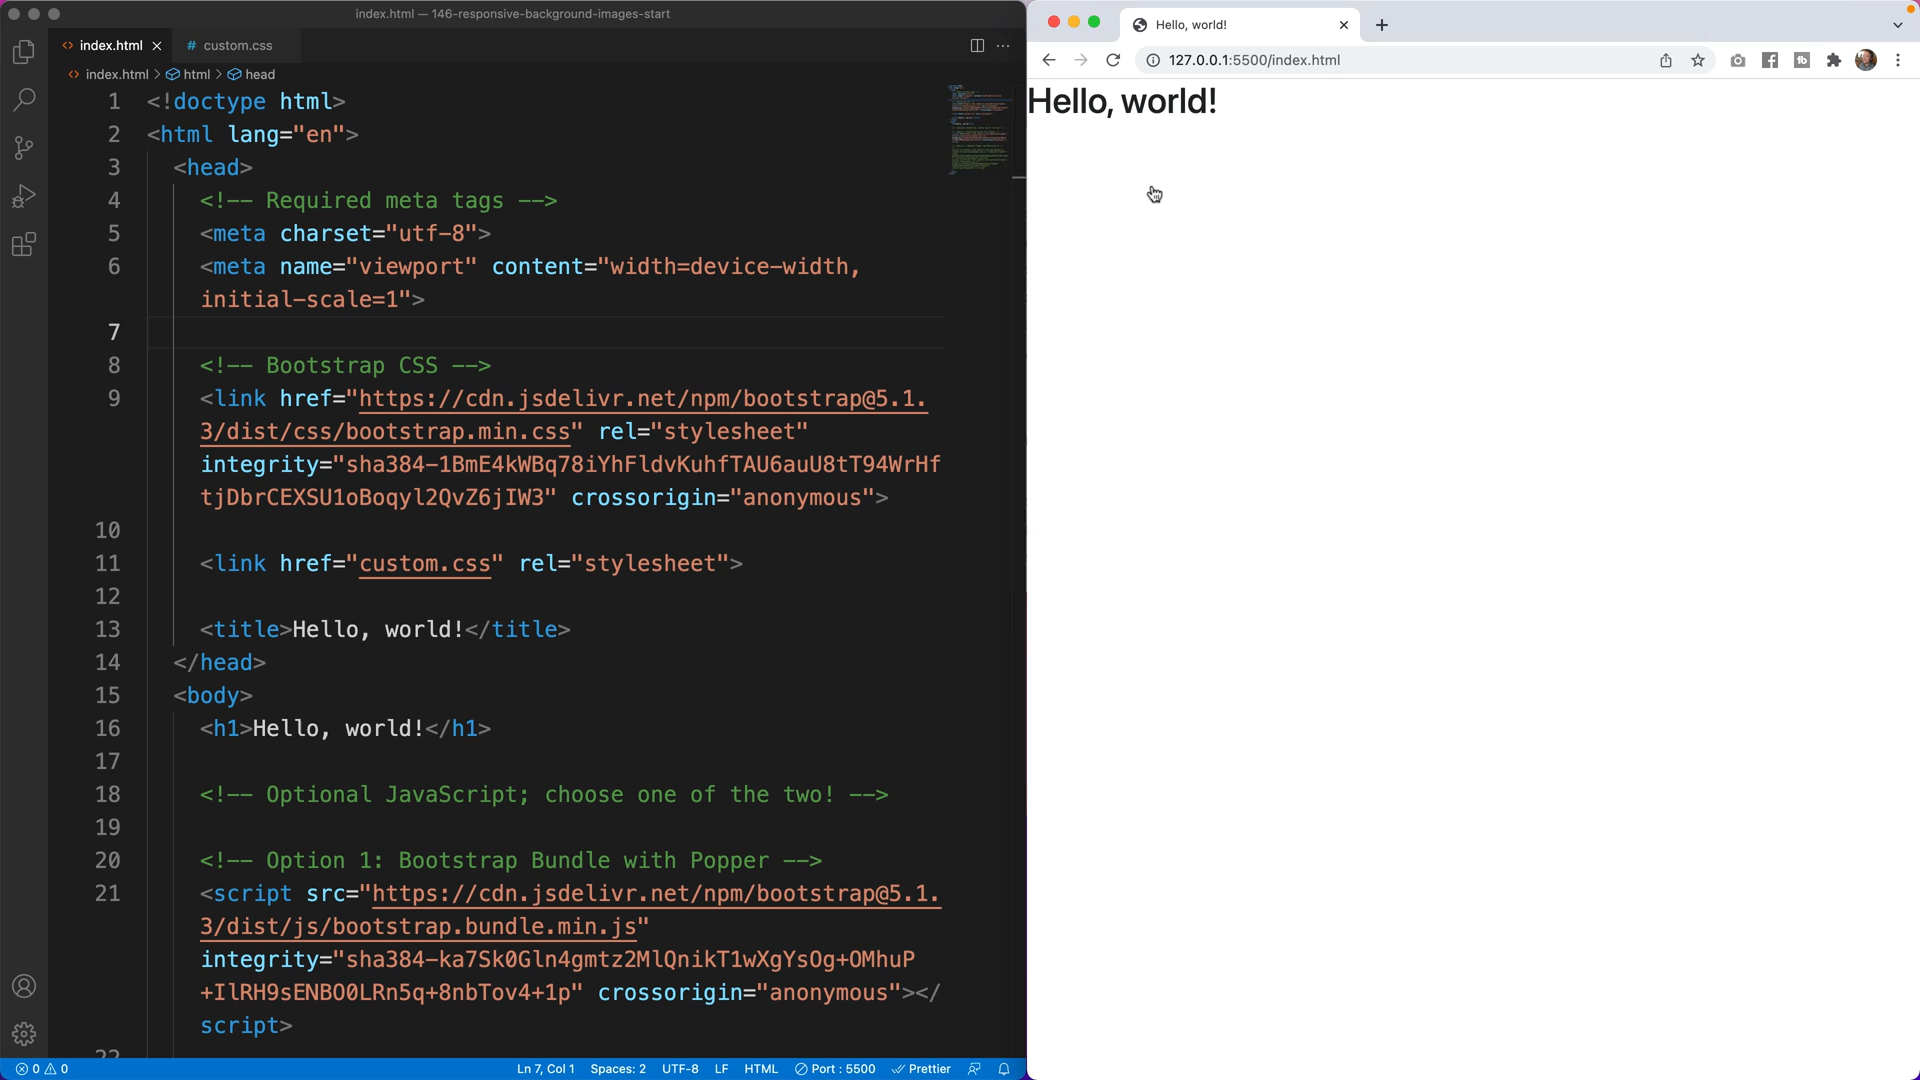 index.html — 146-responsive-background-images-start
index.html
# custom.css
index.html > html > head
1 <!doctype html>
2 <html lang="en">
3 <head>
4 <!-- Required meta tags -->
5 <meta charset="utf-8">
6 <meta name="viewport" content="width=device-width,
initial-scale=1">
7
8 <!-- Bootstrap CSS -->
9 <link href="https://cdn.jsdelivr.net/npm/bootstrap@5.1.
3/dist/css/bootstrap.min.css" rel="stylesheet"
integrity="sha384-1BmE4kWBq78iYhFldvKuhfTAU6auU8tT94WrHf
tjDbrCEXSU1oBoqyl2QvZ6jIW3" crossorigin="anonymous">
10
11 <link href="custom.css" rel="stylesheet">
12
13 <title>Hello, world!</title>
14 </head>
15 <body>
16 <h1>Hello, world!</h1>
17
18 <!-- Optional JavaScript; choose one of the two! -->
19
20 <!-- Option 1: Bootstrap Bundle with Popper -->
21 <script src="https://cdn.jsdelivr.net/npm/bootstrap@5.1.
3/dist/js/bootstrap.bundle.min.js"
integrity="sha384-ka7Sk0Gln4gmtz2MlQnikT1wXgYsOg+OMhuP
+IlRH9sENBO0LRn5q+8nbTov4+1p" crossorigin="anonymous"></
script>
22
0 0
Ln 7, Col 1
Spaces: 2
UTF-8
LF
HTML
Port : 5500
Prettier
Hello, world!
127.0.0.1:5500/index.html
Hello, world!